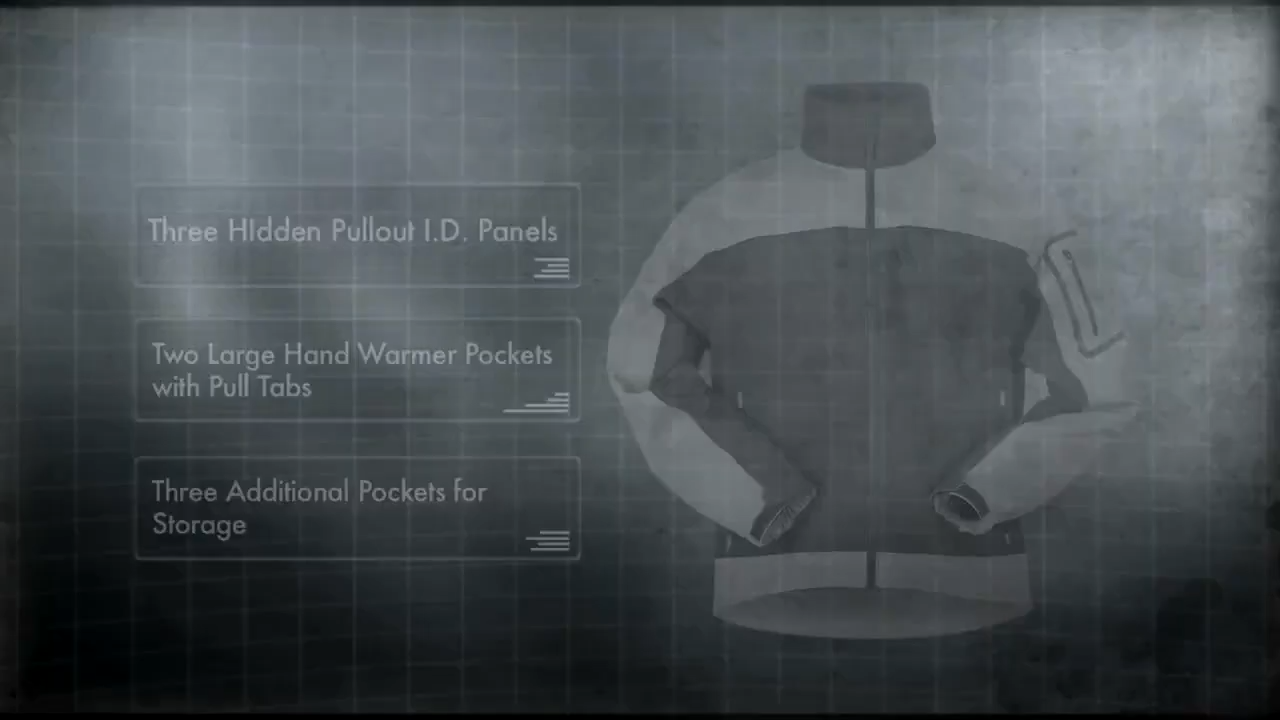 Three HIdden Pullout I.D. Panels
Two Large Hand Warmer Pockets
with Pull Tabs
Three Additional Pockets for
Storage